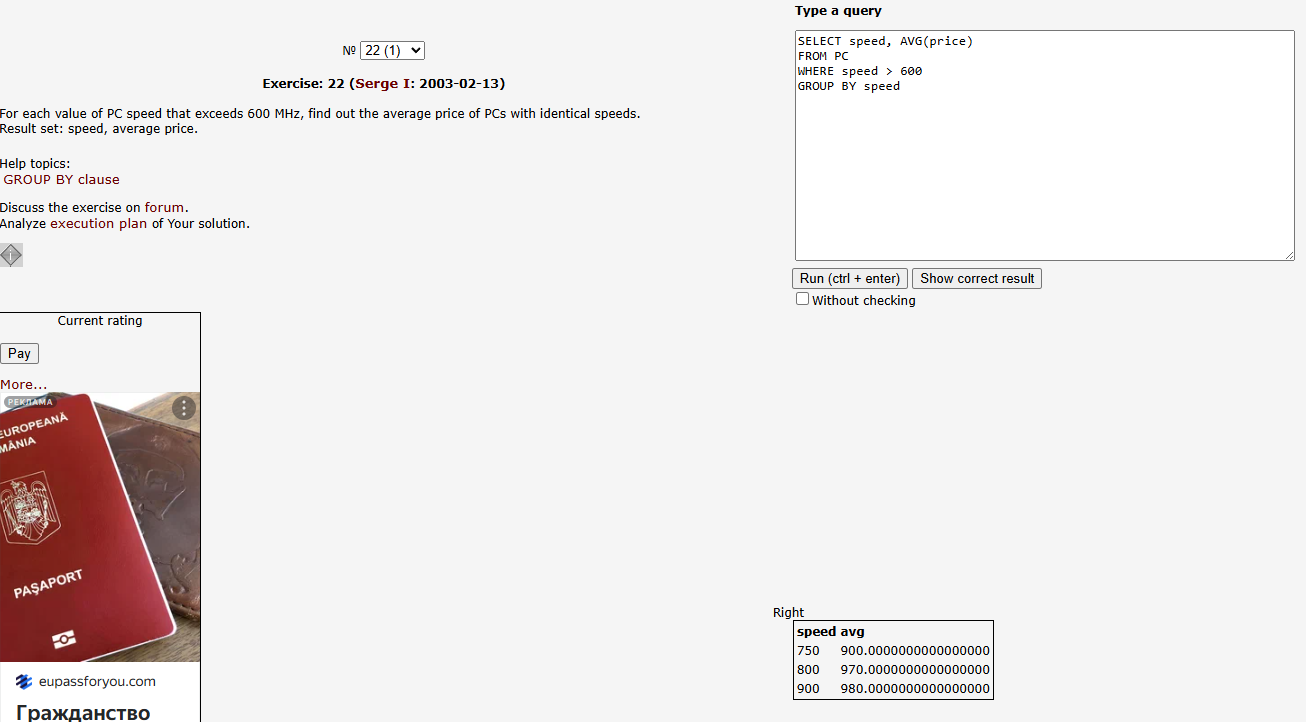 № 22 (1)
Exercise: 22 (Serge I: 2003-02-13)
For each value of PC speed that exceeds 600 MHz, find out the average price of PCs with identical speeds.
Result set: speed, average price.
Help topics:
GROUP BY clause
Discuss the exercise on forum.
Analyze execution plan of Your solution.
Current rating
Pay
More...
РЕКЛАМА
EUROPEANĂ
MÂNIA
PAŞAPORT
eupassforyou.com
Гражданство
Type a query
SELECT speed, AVG(price)
FROM PC
WHERE speed > 600
GROUP BY speed
Run (ctrl + enter) Show correct result
Without checking
Right
speed avg
750 900.0000000000000000
800 970.0000000000000000
900 980.0000000000000000